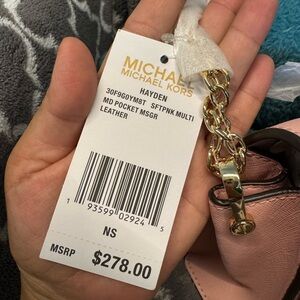 MICHAEL
MICHAEL KORS
HAYDEN
30F9G0YM8T SFTPNK MULTI
MD POCKET MSGR
LEATHER
1 93599 02924 5
NS
MSRP $278.00